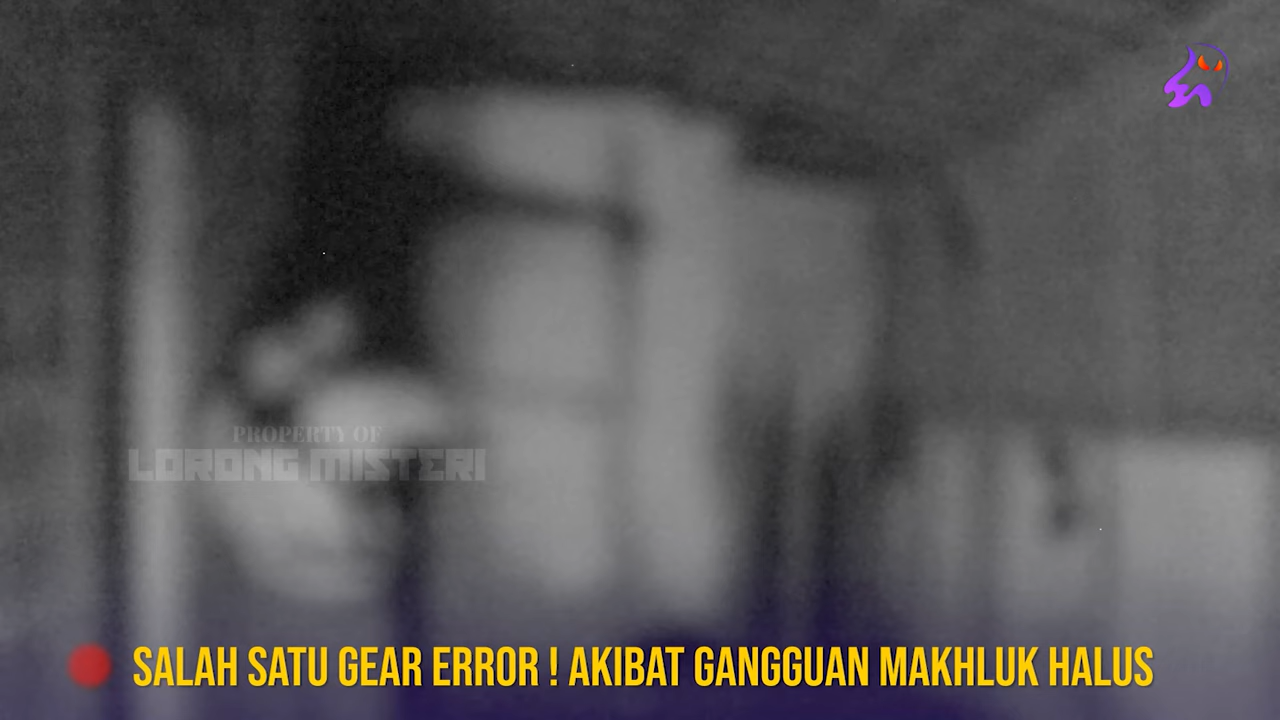 PROPERTY OF
LORONG MISTERI
SALAH SATU GEAR ERROR ! AKIBAT GANGGUAN MAKHLUK HALUS